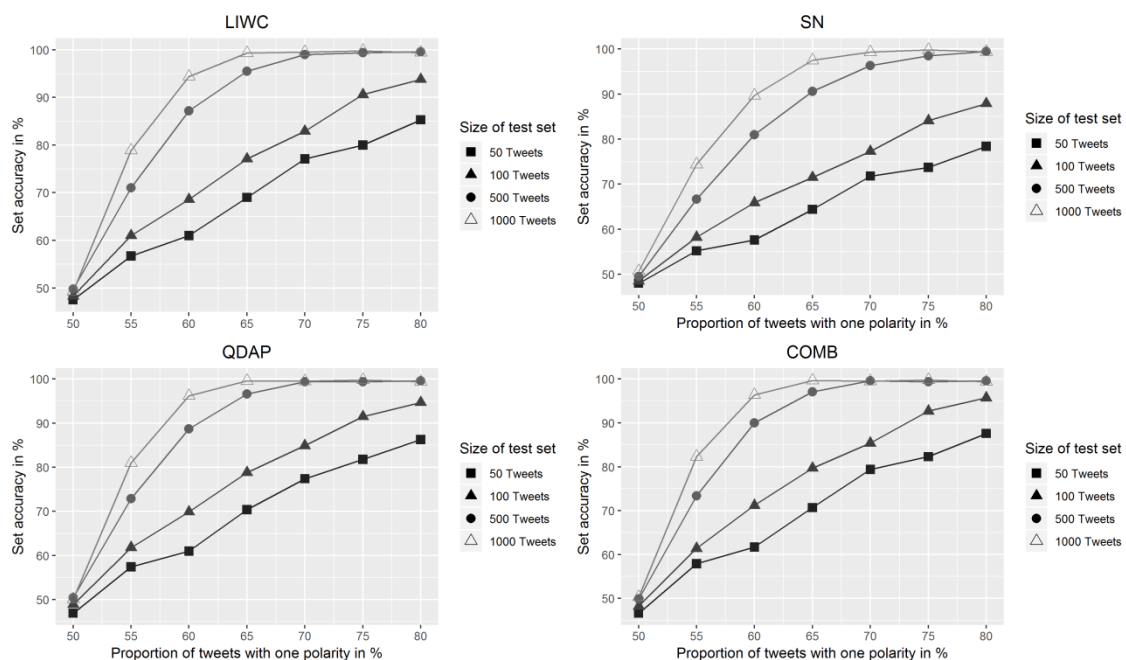 LIWC
Set accuracy in %
100
90
80
70
60
50
50 55 60 65 70 75 80
Size of test set
50 Tweets
100 Tweets
500 Tweets
1000 Tweets
SN
Set accuracy in %
100
90
80
70
60
50
50 55 60 65 70 75 80
Proportion of tweets with one polarity in %
Size of test set
50 Tweets
100 Tweets
500 Tweets
1000 Tweets
QDAP
Set accuracy in %
100
90
80
70
60
50
50 55 60 65 70 75 80
Proportion of tweets with one polarity in %
Size of test set
50 Tweets
100 Tweets
500 Tweets
1000 Tweets
COMB
Set accuracy in %
100
90
80
70
60
50
50 55 60 65 70 75 80
Proportion of tweets with one polarity in %
Size of test set
50 Tweets
100 Tweets
500 Tweets
1000 Tweets